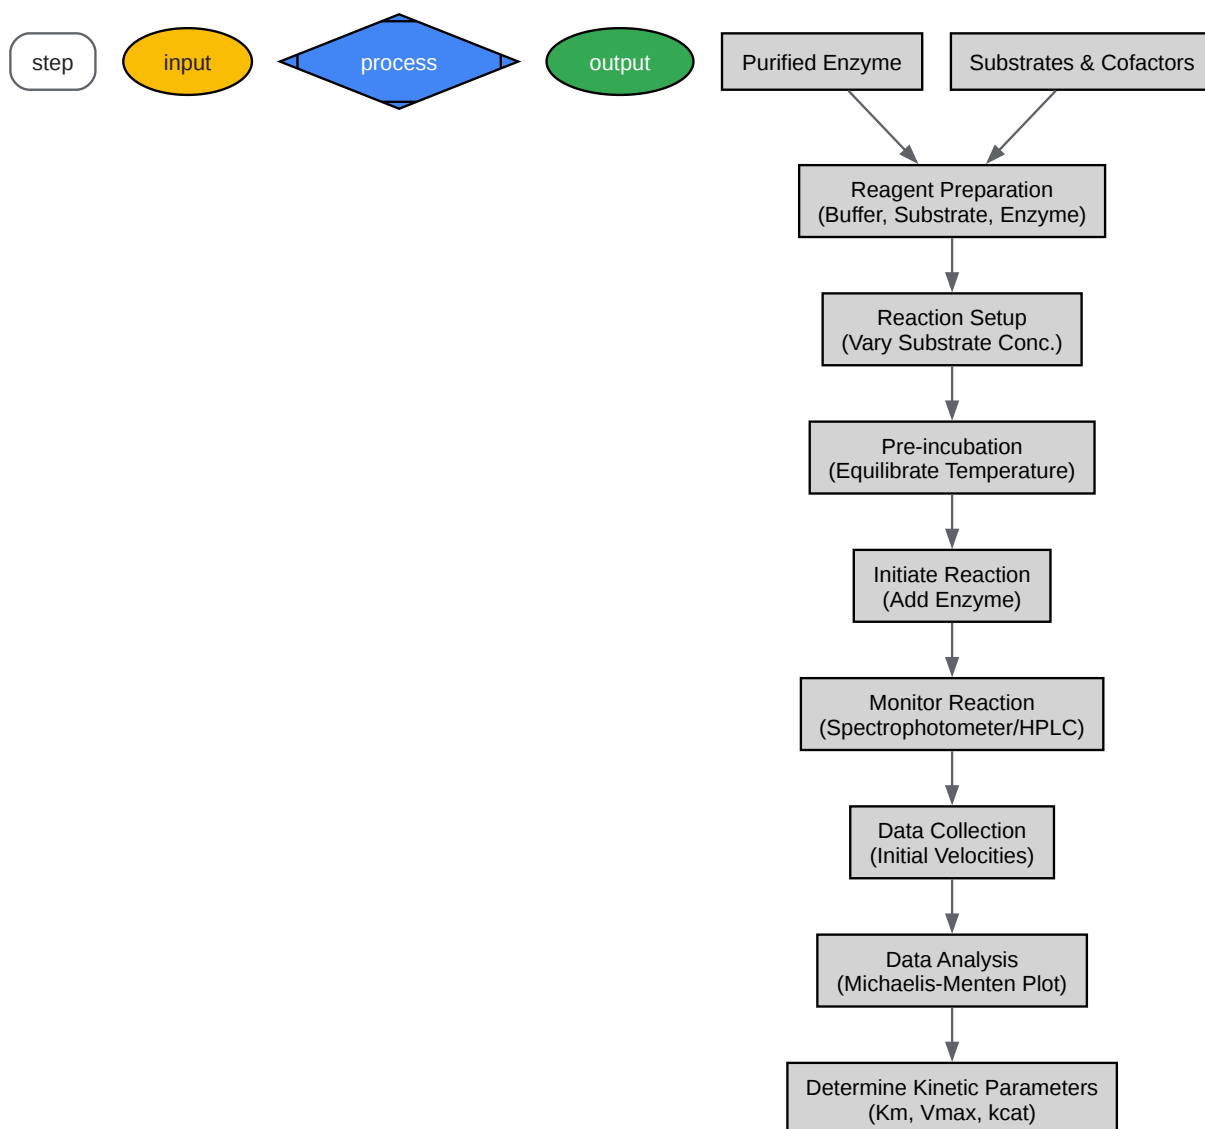 step
input
process
output
Purified Enzyme
Substrates & Cofactors
Reagent Preparation
(Buffer, Substrate, Enzyme)
Reaction Setup
(Vary Substrate Conc.)
Pre-incubation
(Equilibrate Temperature)
Initiate Reaction
(Add Enzyme)
Monitor Reaction
(Spectrophotometer/HPLC)
Data Collection
(Initial Velocities)
Data Analysis
(Michaelis-Menten Plot)
Determine Kinetic Parameters
(Km, Vmax, kcat)